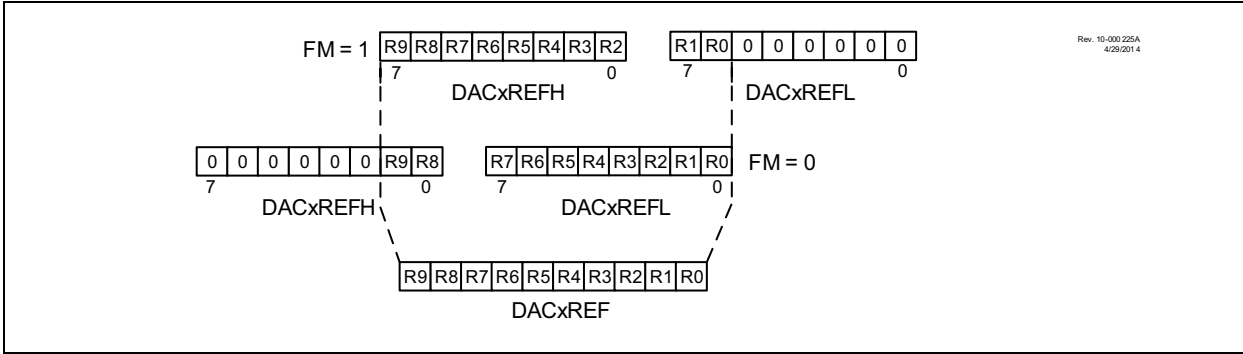 FM = 1 R9 R8 R7 R6 R5 R4 R3 R2 R1 R0 0 0 0 0 0 0
7 0 7 0
DACxREFH DACxREFL
Rev. 10-000 225A
4/29/2014
0 0 0 0 0 0 R9 R8 R7 R6 R5 R4 R3 R2 R1 R0 FM = 0
7 0 7 0
DACxREFH DACxREFL
R9 R8 R7 R6 R5 R4 R3 R2 R1 R0
DACxREF